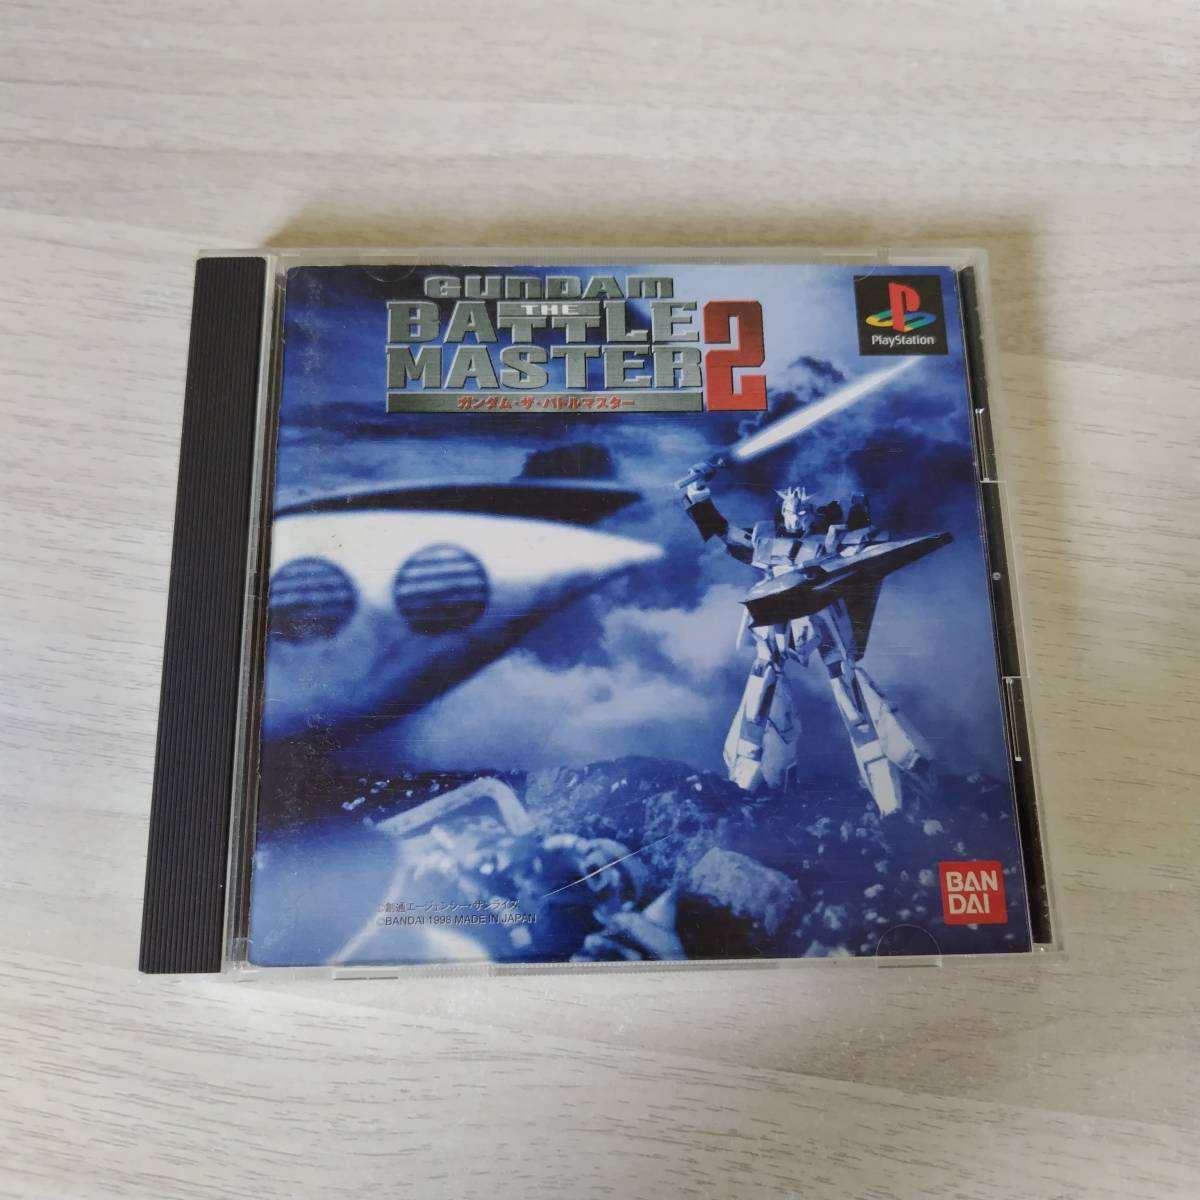 GUNDAM
THE
BATTLE
MASTER 2
ガンダム・ザ・バトルマスター
PlayStation
BAN
DAI
©創通エージェンシー・サンライズ
©BANDAI 1998 MADE IN JAPAN